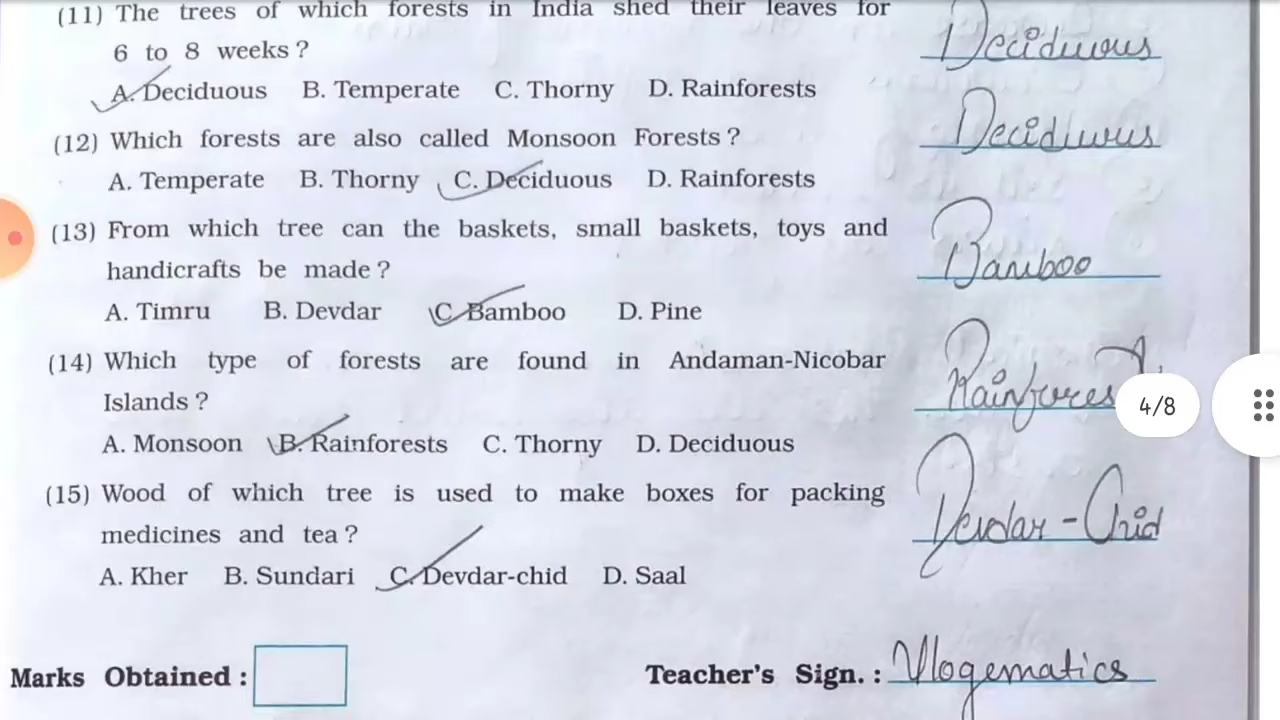 (11) The trees of which forests in India shed their leaves for
6 to 8 weeks ?
Deciduous
A. Deciduous B. Temperate C. Thorny D. Rainforests
(12) Which forests are also called Monsoon Forests ?
Deciduous
A. Temperate B. Thorny C. Deciduous D. Rainforests
(13) From which tree can the baskets, small baskets, toys and
handicrafts be made ?
Bamboo
A. Timru B. Devdar C. Bamboo D. Pine
(14) Which type of forests are found in Andaman-Nicobar
Islands ?
Rainforest
4/8
A. Monsoon B. Rainforests C. Thorny D. Deciduous
(15) Wood of which tree is used to make boxes for packing
medicines and tea ?
Devdar - Chid
A. Kher B. Sundari C. Devdar-chid D. Saal
Marks Obtained : Teacher's Sign. : Vlogematics